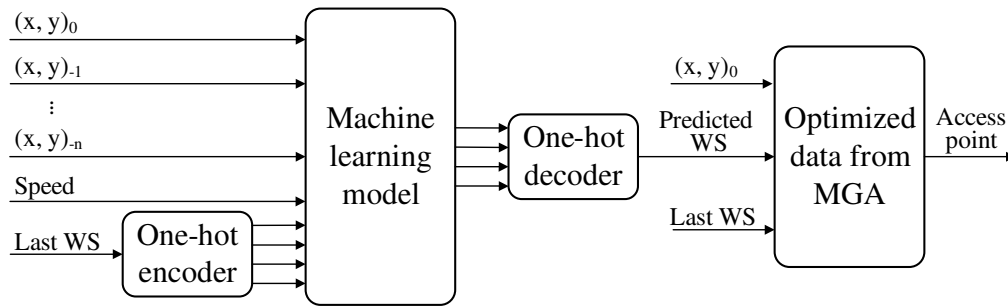 (x, y)₀
(x, y)₋₁
⋮
(x, y)₋ₙ
Speed
Last WS
One-hot
encoder
Machine
learning
model
One-hot
decoder
(x, y)₀
Predicted
WS
Last WS
Optimized
data from
MGA
Access
point